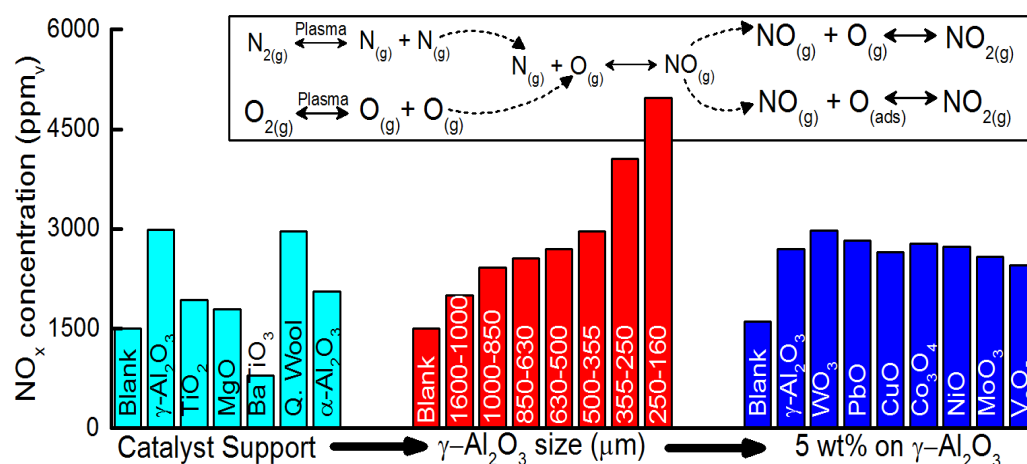 6000
4500
3000
1500
0
NOx concentration (ppmv)
N2(g) Plasma N(g) + N(g)
O2(g) Plasma O(g) + O(g)
N(g) + O(g) NO(g)
NO(g) + O(g) NO2(g)
NO(g) + O(ads) NO2(g)
Blank
γ-Al2O3
TiO2
MgO
BaTiO3
Q. Wool
α-Al2O3
Blank
1600-1000
1000-850
850-630
630-500
500-355
355-250
250-160
Blank
γ-Al2O3
WO3
PbO
CuO
Co3O4
NiO
MoO3
Catalyst Support
γ–Al2O3 size (μm)
5 wt% on γ–Al2O3